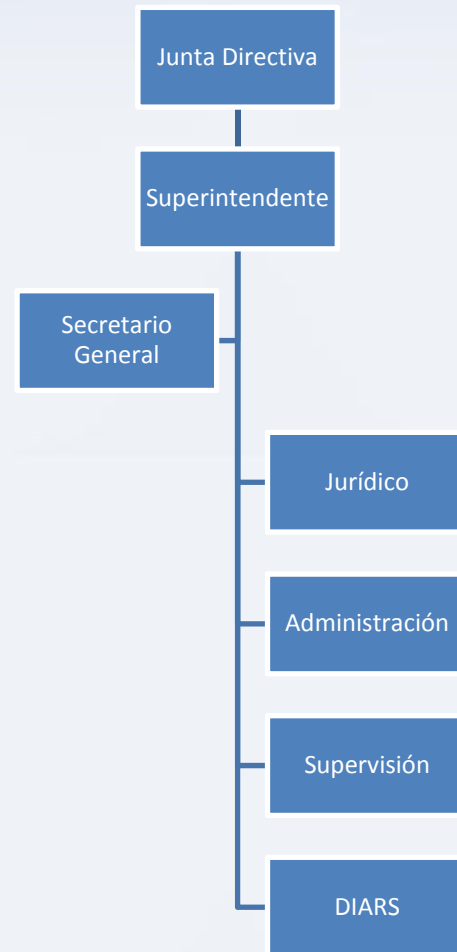 Junta Directiva
Superintendente
Secretario
General
Jurídico
Administración
Supervisión
DIARS